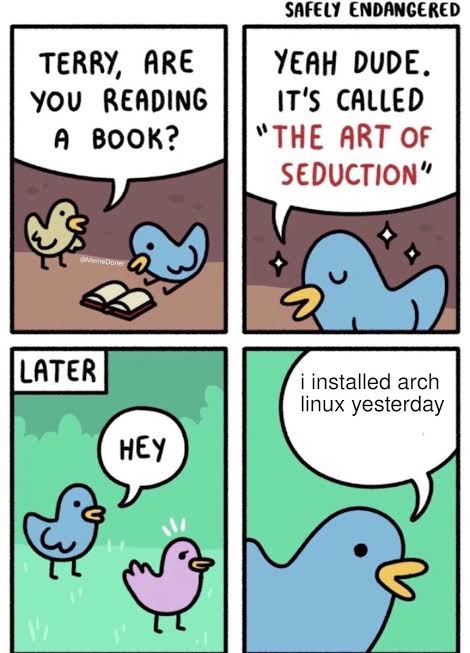 SAFELY ENDANGERED
TERRY, ARE
YOU READING
A BOOK?
@MemeDoner
YEAH DUDE.
IT'S CALLED
"THE ART OF
SEDUCTION"
LATER
HEY
i installed arch
linux yesterday